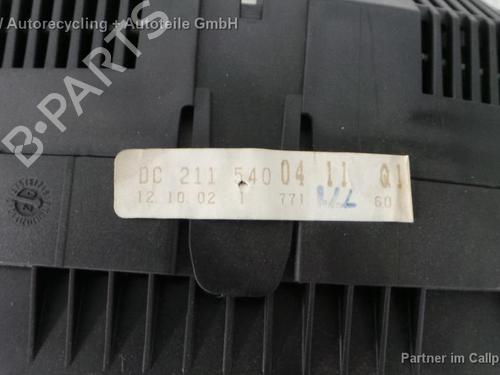 / Autorecycling + Autoteile GmbH
B-PARTS
DC 211 540 04 11 Q1
12.10.02 1 771 60
Partner im Callp